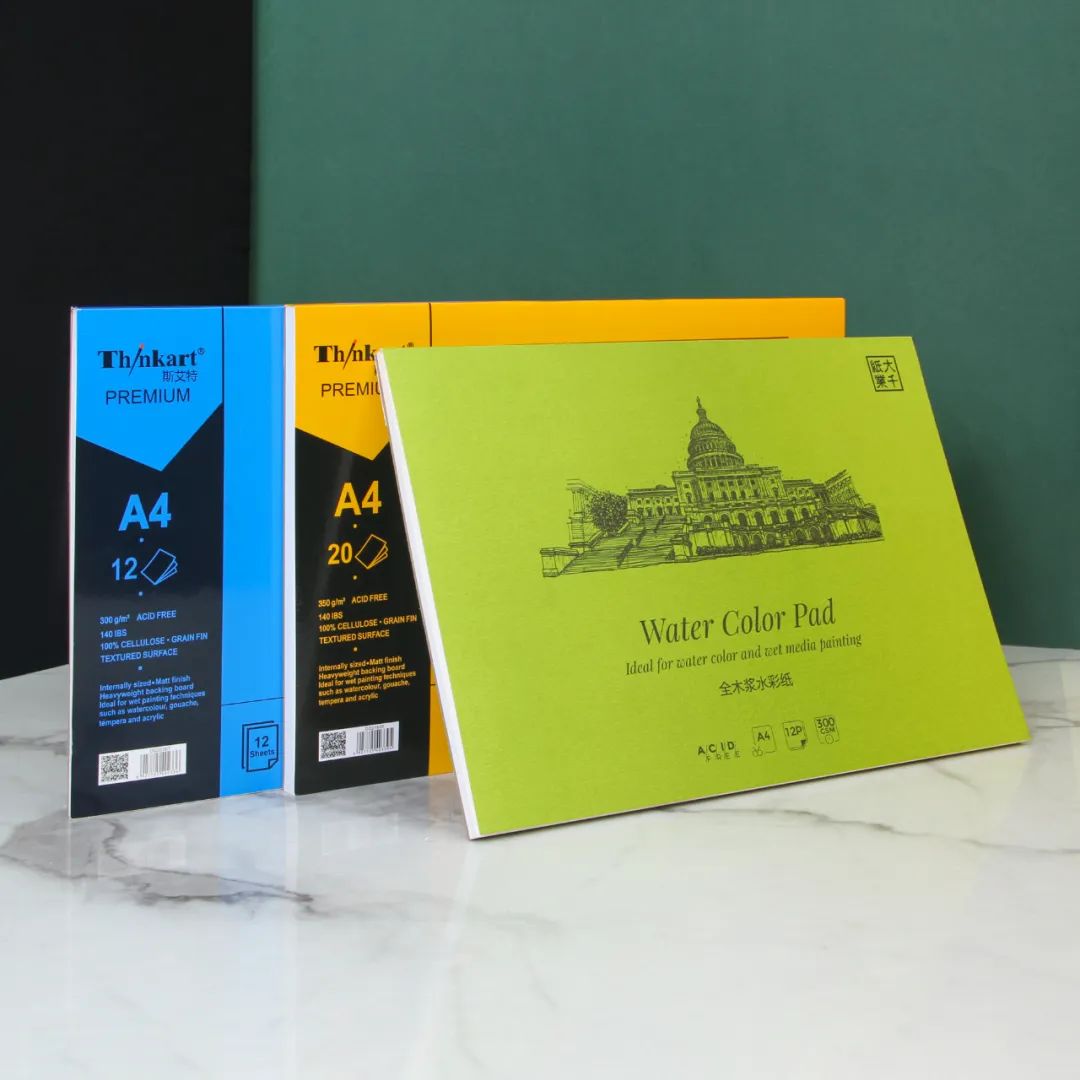 Th/nkart®
斯艾特
PREMIUM
A4
12
300 g/m² ACID FREE
140 IBS
100% CELLULOSE • GRAIN FIN
TEXTURED SURFACE
Internally sized • Matt finish
Heavyweight backing board
Ideal for wet painting techniques
such as watercolour, gouache,
tempera and acrylic
12
Sheets
Th/nk
PREMIU
A4
20
350 g/m² ACID FREE
140 IBS
100% CELLULOSE • GRAIN FIN
TEXTURED SURFACE
Internally sized • Matt finish
Heavyweight backing board
Ideal for wet painting techniques
such as watercolour, gouache,
tempera and acrylic
大千
紙業
Water Color Pad
Ideal for water color and wet media painting
全木浆水彩纸
ACID
FREE
A4
12P
300
GSM